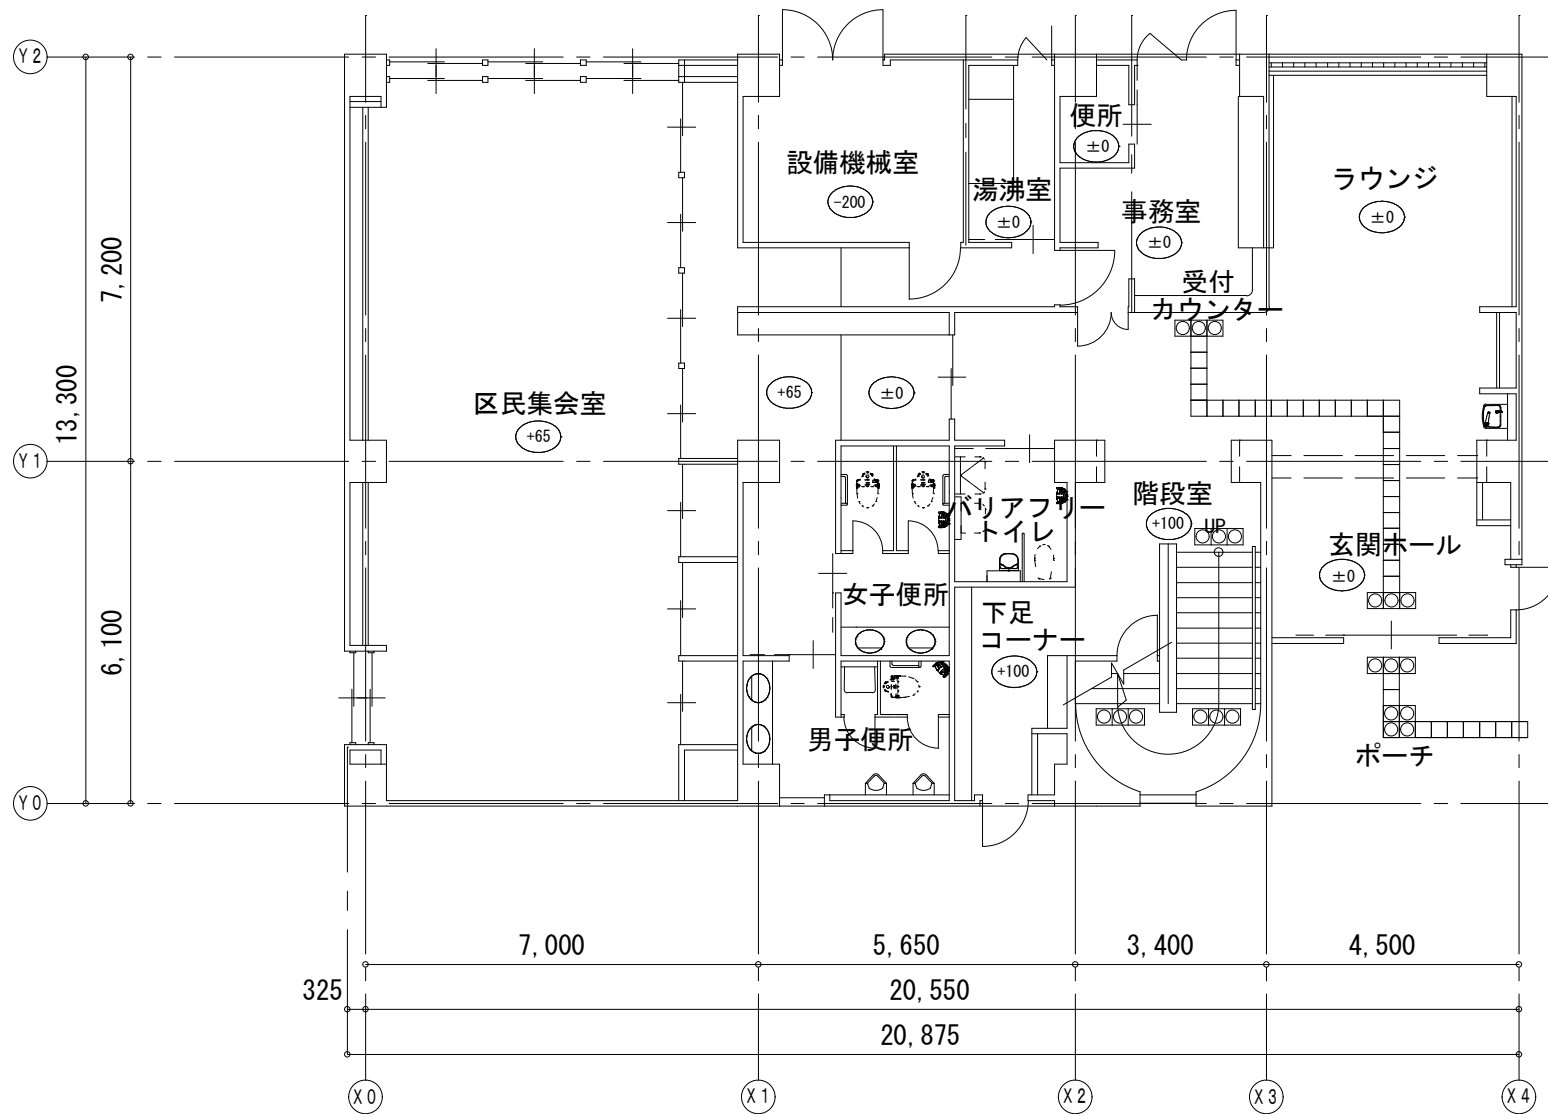 Y2
便所
±0
設備機械室
-200
湯沸室
±0
ラウンジ
±0
事務室
±0
7,200
受付
カウンター
13,300
区民集会室
+65
+65
±0
Y1
階段室
+100
UP
バリアフリー
トイレ
玄関ホール
±0
女子便所
下足
コーナー
+100
6,100
男子便所
ポーチ
Y0
7,000
5,650
3,400
4,500
325
20,550
20,875
X0
X1
X2
X3
X4